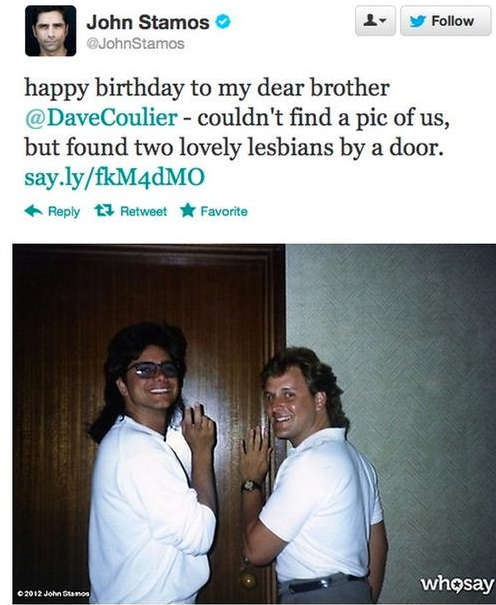 John Stamos
@JohnStamos
Follow
happy birthday to my dear brother
@DaveCoulier - couldn't find a pic of us,
but found two lovely lesbians by a door.
say.ly/fkM4dMO
Reply Retweet Favorite
© 2012 John Stamos
whosay